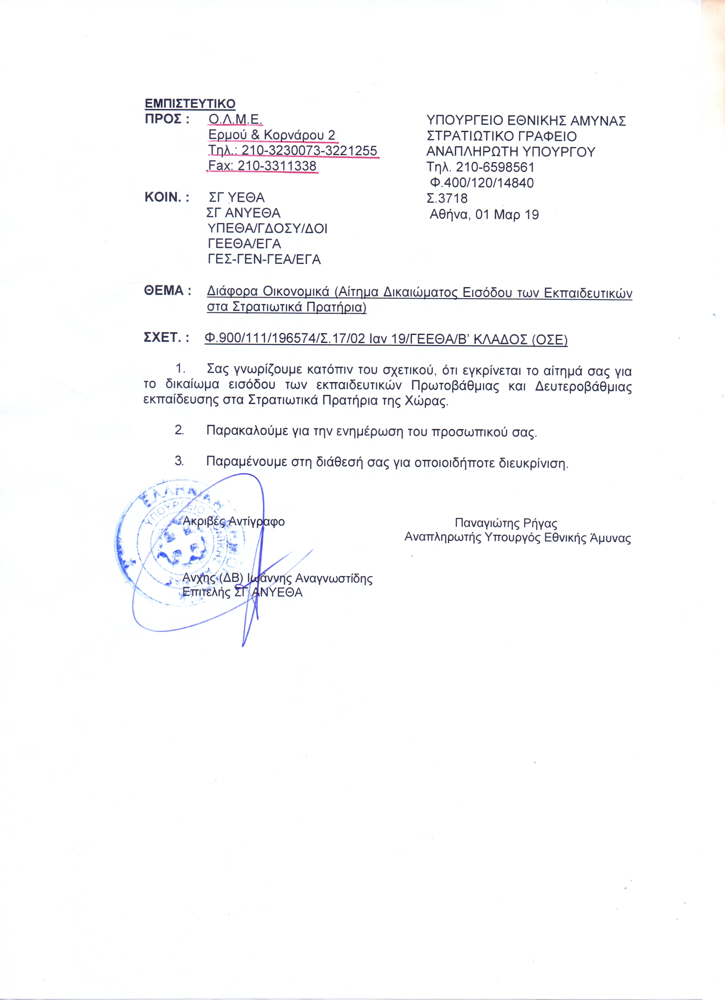 ΕΜΠΙΣΤΕΥΤΙΚΟ
ΠΡΟΣ : Ο.Λ.Μ.Ε.
Ερμού & Κορνάρου 2
Τηλ.: 210-3230073-3221255
Fax: 210-3311338
ΥΠΟΥΡΓΕΙΟ ΕΘΝΙΚΗΣ ΑΜΥΝΑΣ
ΣΤΡΑΤΙΩΤΙΚΟ ΓΡΑΦΕΙΟ
ΑΝΑΠΛΗΡΩΤΗ ΥΠΟΥΡΓΟΥ
Τηλ. 210-6598561
Φ.400/120/14840
Σ.3718
Αθήνα, 01 Μαρ 19
ΚΟΙΝ. : ΣΓ ΥΕΘΑ
ΣΓ ΑΝΥΕΘΑ
ΥΠΕΘΑ/ΓΔΟΣΥ/ΔΟΙ
ΓΕΕΘΑ/ΕΓΑ
ΓΕΣ-ΓΕΝ-ΓΕΑ/ΕΓΑ
ΘΕΜΑ : Διάφορα Οικονομικά (Αίτημα Δικαιώματος Εισόδου των Εκπαιδευτικών
στα Στρατιωτικά Πρατήρια)
ΣΧΕΤ. : Φ.900/111/196574/Σ.17/02 Ιαν 19/ΓΕΕΘΑ/Β’ ΚΛΑΔΟΣ (ΟΣΕ)
1. Σας γνωρίζουμε κατόπιν του σχετικού, ότι εγκρίνεται το αίτημά σας για
το δικαίωμα εισόδου των εκπαιδευτικών Πρωτοβάθμιας και Δευτεροβάθμιας
εκπαίδευσης στα Στρατιωτικά Πρατήρια της Χώρας.
2. Παρακαλούμε για την ενημέρωση του προσωπικού σας.
3. Παραμένουμε στη διάθεσή σας για οποιοιδήποτε διευκρίνιση.
ΕΛΛΗΝΙΚΗ
ΥΠΟΥΡΓΕΙΟ ΕΘΝΙΚΗΣ ΑΜΥΝΑΣ
Ακριβές Αντίγραφο
Παναγιώτης Ρήγας
Αναπληρωτής Υπουργός Εθνικής Άμυνας
Ανχης (ΔΒ) Ιωάννης Αναγνωστίδης
Επιτελής ΣΓ ΑΝΥΕΘΑ